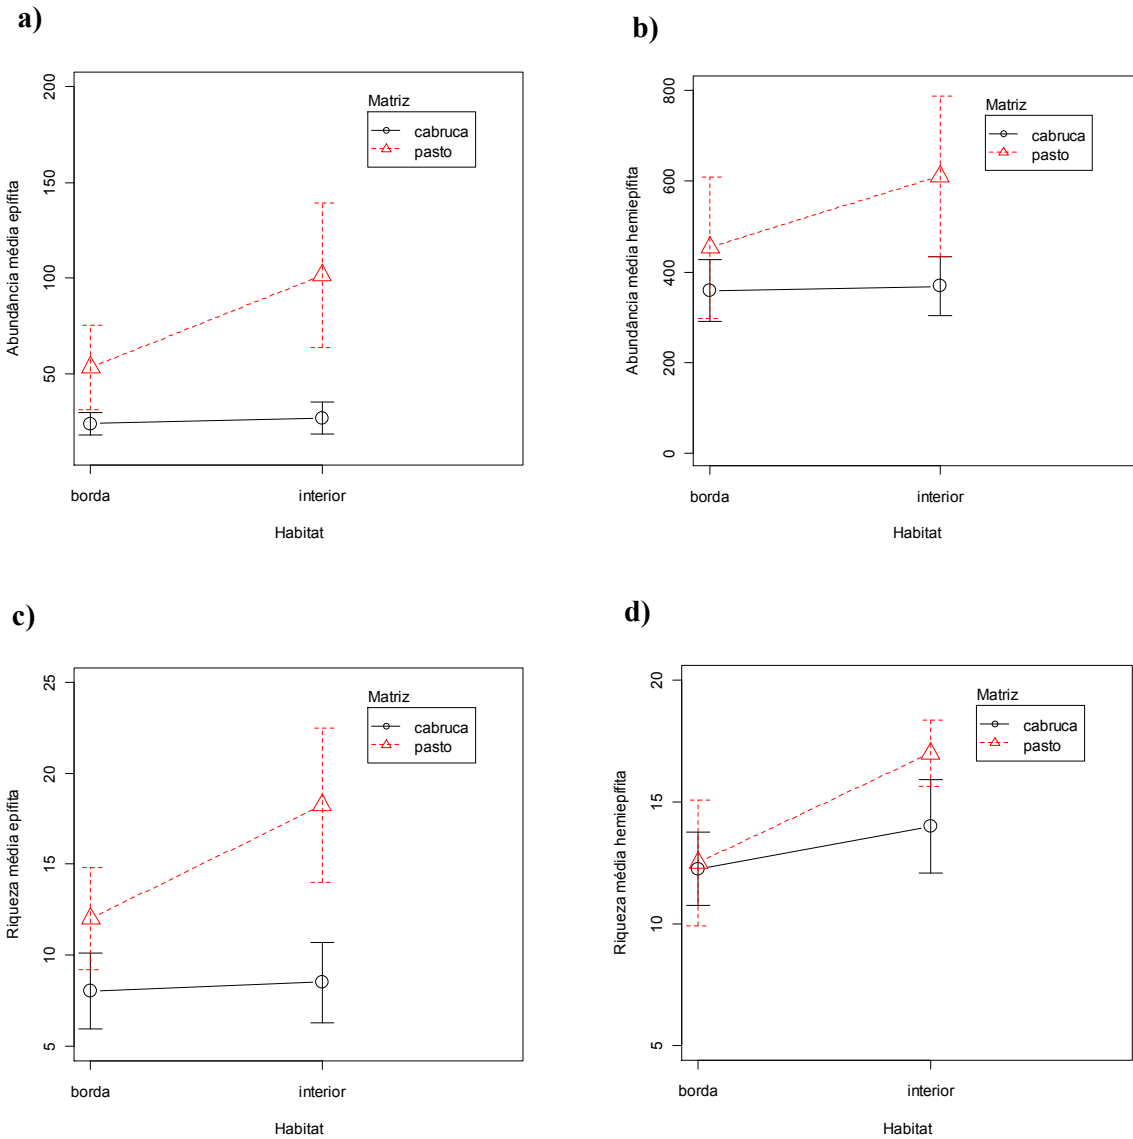 a)
Abundância média epífita
200
150
100
50
Matriz
cabruca
pasto
borda
interior
Habitat
b)
Abundância média hemiepífita
800
600
400
200
0
Matriz
cabruca
pasto
borda
interior
Habitat
c)
Riqueza média epífita
25
20
15
10
5
Matriz
cabruca
pasto
borda
interior
Habitat
d)
Riqueza média hemiepífita
20
15
10
5
Matriz
cabruca
pasto
borda
interior
Habitat